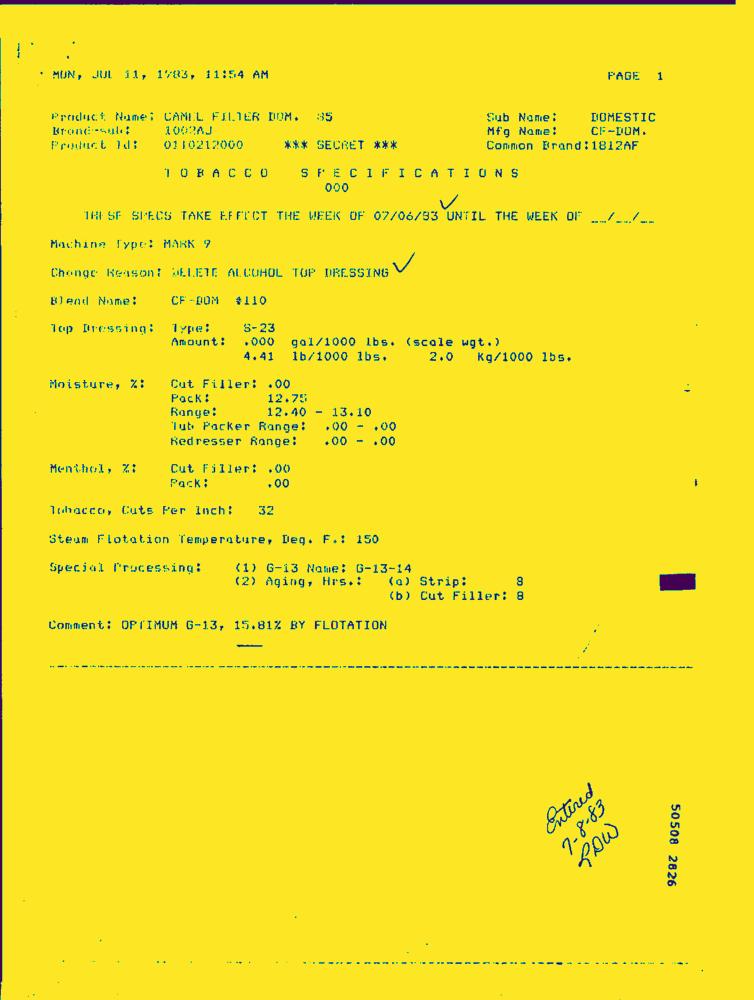 MON, JUL 11, 1983, 11:54 AM PAGE 1
Product Name: CAMEL FILTER DOM. 85 Sub Name: DOMESTIC
Brand-sub: 1002AJ Mfg Name: CF-DOM.
Product Id: 0110212000 *** SECRET *** Common Brand:1812AF
T O B A C C O S P E C I F I C A T I O N S
000
THESE SPECS TAKE EFFECT THE WEEK OF 07/06/83 UNTIL THE WEEK OF __/__/__
Machine Type: MARK 9
Change Reason: DELETE ALCOHOL TOP DRESSING
Blend Name: CF-DOM #110
Top Dressing: Type: S-23
Amount: .000 gal/1000 lbs. (scale wgt.)
4.41 lb/1000 lbs. 2.0 Kg/1000 lbs.
Moisture, %: Cut Filler: .00
Pack: 12.75
Range: 12.40 - 13.10
Tub Packer Range: .00 - .00
Redresser Range: .00 - .00
Menthol, %: Cut Filler: .00
Pack: .00
Tobacco, Cuts Per Inch: 32
Steam Flotation Temperature, Deg. F.: 150
Special Processing: (1) G-13 Name: G-13-14
(2) Aging, Hrs.: (a) Strip: 8
(b) Cut Filler: 8
Comment: OPTIMUM G-13, 15.81% BY FLOTATION
Entered
7-8-83
RDW
50508 2826